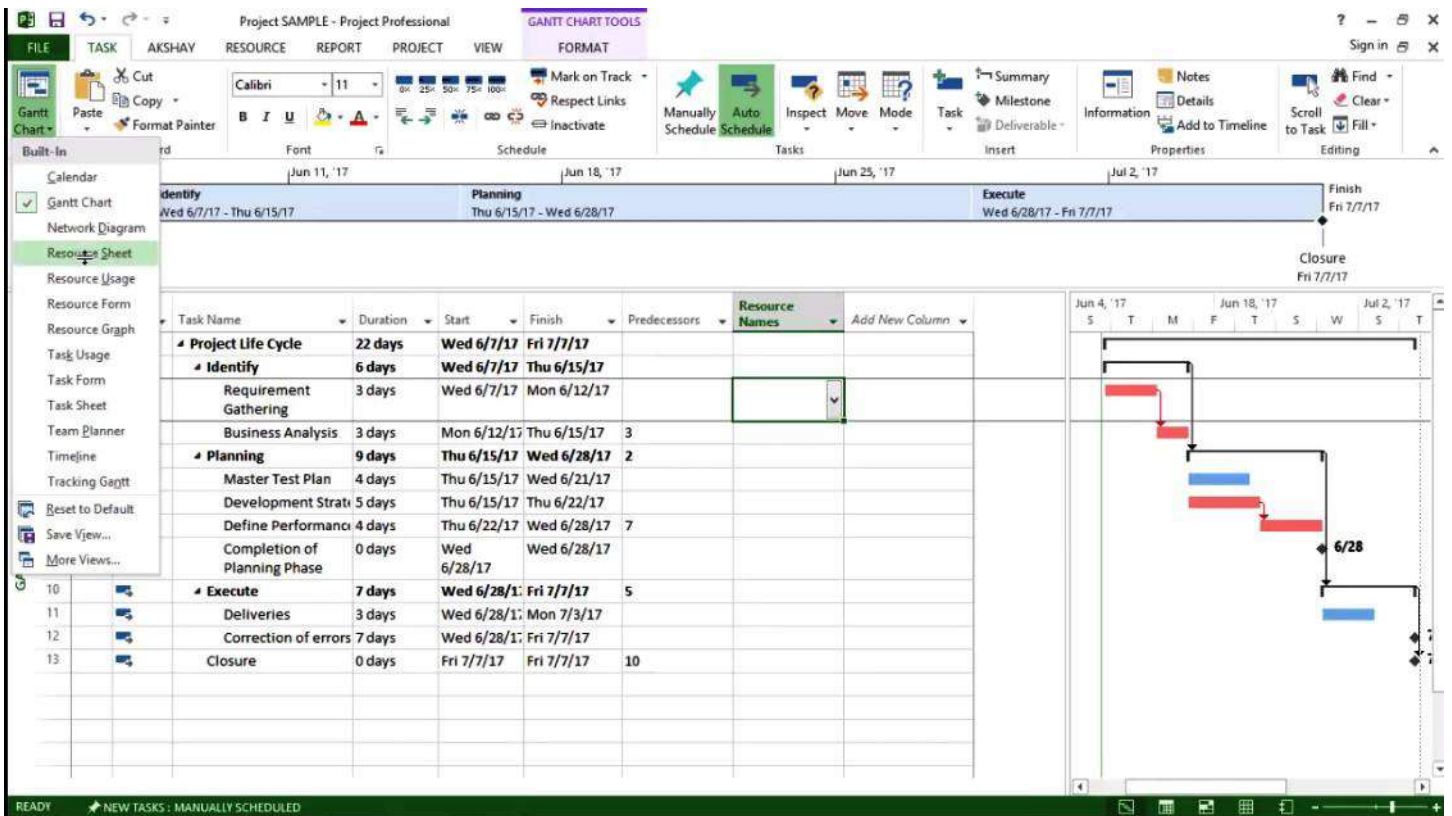 Project SAMPLE - Project Professional
GANTT CHART TOOLS
?
FILE TASK AKSHAY RESOURCE REPORT PROJECT VIEW FORMAT
Sign in
Gantt Chart
Paste
Cut
Copy
Format Painter
Calibri 11
B I U A
0% 25% 50% 75% 100%
Mark on Track
Respect Links
Inactivate
Manually Schedule
Auto Schedule
Inspect
Move
Mode
Task
Summary
Milestone
Deliverable
Information
Notes
Details
Add to Timeline
Scroll to Task
Find
Clear
Fill
rd Font Schedule Tasks Insert Properties Editing
Built-In
Calendar
Gantt Chart
Network Diagram
Resource Sheet
Resource Usage
Resource Form
Resource Graph
Task Usage
Task Form
Task Sheet
Team Planner
Timeline
Tracking Gantt
Reset to Default
Save View...
More Views...
Jun 11, '17 Jun 18, '17 Jun 25, '17 Jul 2, '17
dentify
Wed 6/7/17 - Thu 6/15/17
Planning
Thu 6/15/17 - Wed 6/28/17
Execute
Wed 6/28/17 - Fri 7/7/17
Finish
Fri 7/7/17
Closure
Fri 7/7/17
Task Name Duration Start Finish Predecessors Resource Names Add New Column
Jun 4, '17 Jun 18, '17 Jul 2, '17
S T M F T S W S T
Project Life Cycle 22 days Wed 6/7/17 Fri 7/7/17
Identify 6 days Wed 6/7/17 Thu 6/15/17
Requirement Gathering 3 days Wed 6/7/17 Mon 6/12/17
Business Analysis 3 days Mon 6/12/17 Thu 6/15/17 3
Planning 9 days Thu 6/15/17 Wed 6/28/17 2
Master Test Plan 4 days Thu 6/15/17 Wed 6/21/17
Development Strat 5 days Thu 6/15/17 Thu 6/22/17
Define Performanc 4 days Thu 6/22/17 Wed 6/28/17 7
Completion of Planning Phase 0 days Wed 6/28/17 Wed 6/28/17
6/28
10 Execute 7 days Wed 6/28/1 Fri 7/7/17 5
11 Deliveries 3 days Wed 6/28/1 Mon 7/3/17
12 Correction of errors 7 days Wed 6/28/1 Fri 7/7/17
13 Closure 0 days Fri 7/7/17 Fri 7/7/17 10
READY NEW TASKS : MANUALLY SCHEDULED